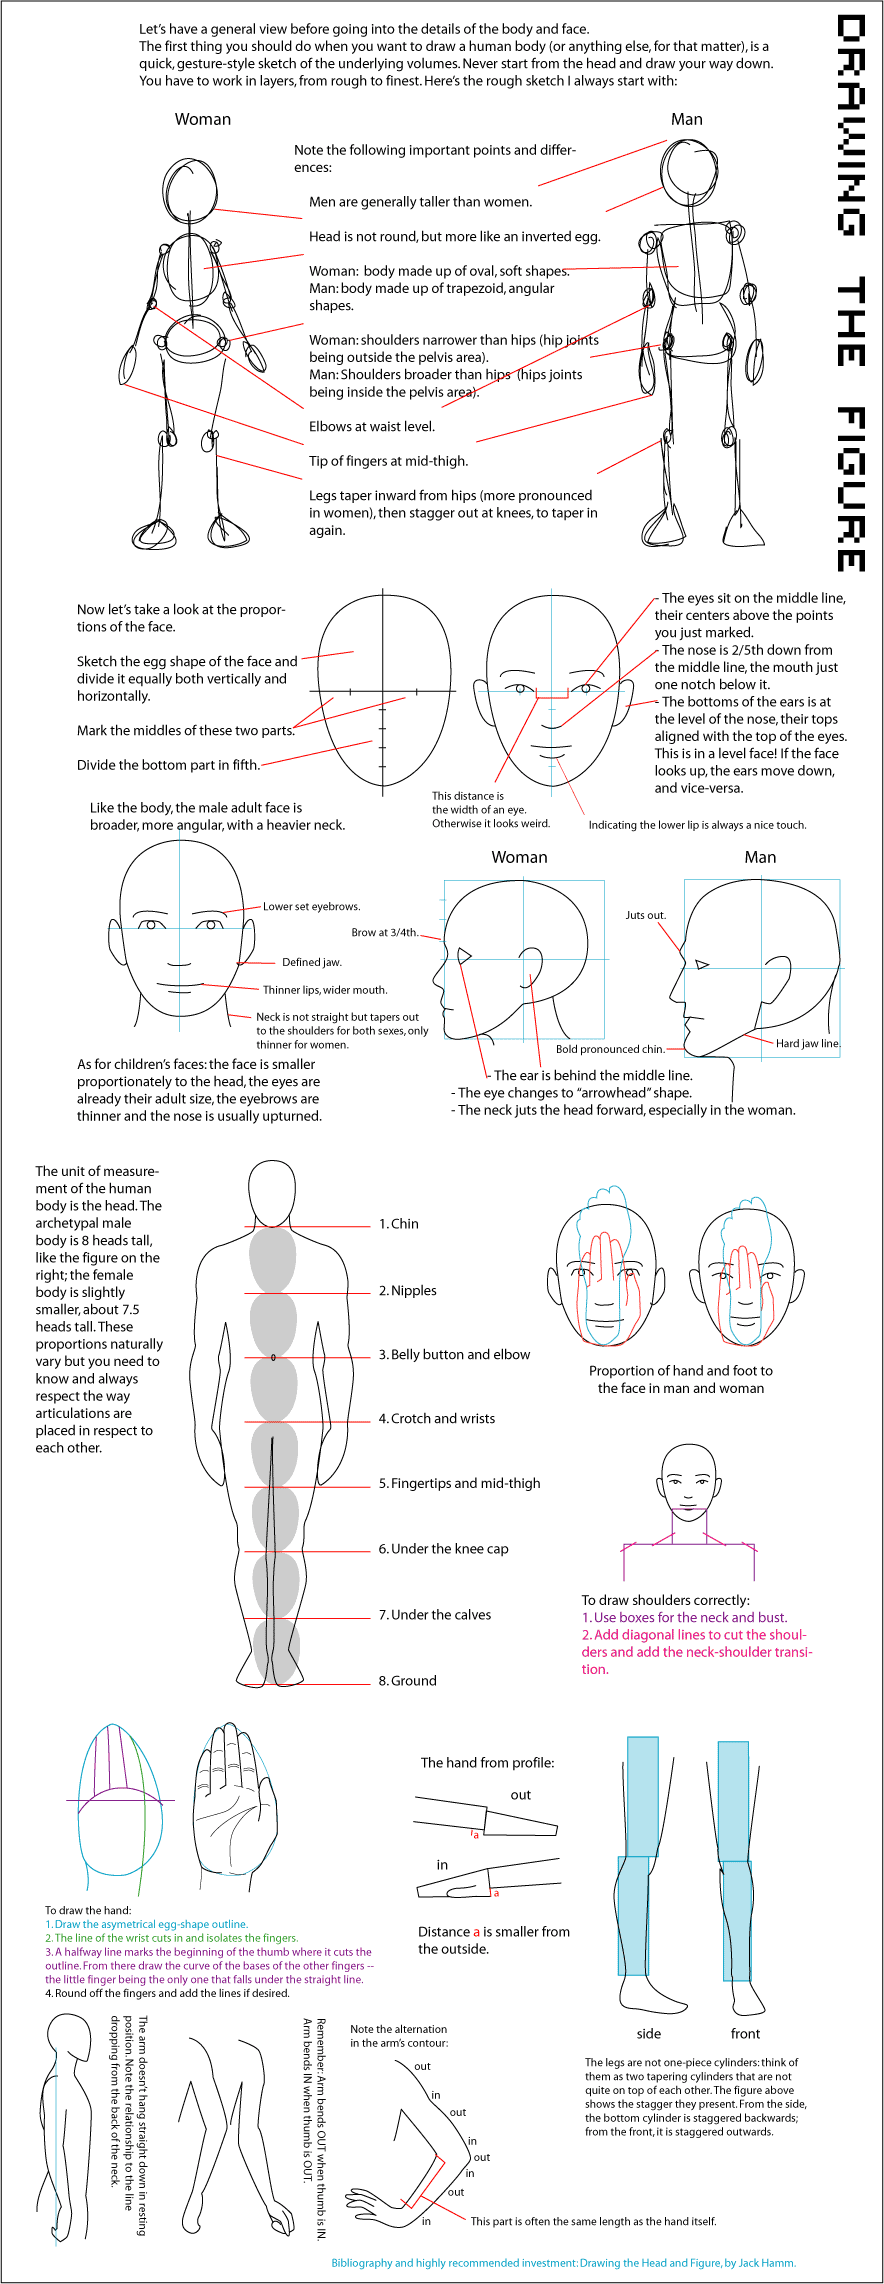 DRAWING THE FIGURE
Let's have a general view before going into the details of the body and face.
The first thing you should do when you want to draw a human body (or anything else, for that matter), is a
quick, gesture-style sketch of the underlying volumes. Never start from the head and draw your way down.
You have to work in layers, from rough to finest. Here's the rough sketch I always start with:
Woman
Man
Note the following important points and differ-
ences:
Men are generally taller than women.
Head is not round, but more like an inverted egg.
Woman: body made up of oval, soft shapes.
Man: body made up of trapezoid, angular
shapes.
Woman: shoulders narrower than hips (hip joints
being outside the pelvis area).
Man: Shoulders broader than hips (hips joints
being inside the pelvis area).
Elbows at waist level.
Tip of fingers at mid-thigh.
Legs taper inward from hips (more pronounced
in women), then stagger out at knees, to taper in
again.
Now let's take a look at the propor-
tions of the face.
Sketch the egg shape of the face and
divide it equally both vertically and
horizontally.
Mark the middles of these two parts.
Divide the bottom part in fifth.
- The eyes sit on the middle line,
their centers above the points
you just marked.
- The nose is 2/5th down from
the middle line, the mouth just
one notch below it.
- The bottoms of the ears is at
the level of the nose, their tops
aligned with the top of the eyes.
This is in a level face! If the face
looks up, the ears move down,
and vice-versa.
This distance is
the width of an eye.
Otherwise it looks weird.
Indicating the lower lip is always a nice touch.
Like the body, the male adult face is
broader, more angular, with a heavier neck.
Lower set eyebrows.
Defined jaw.
Thinner lips, wider mouth.
Neck is not straight but tapers out
to the shoulders for both sexes, only
thinner for women.
Woman
Man
Brow at 3/4th.
Juts out.
Bold pronounced chin.
Hard jaw line.
- The ear is behind the middle line.
- The eye changes to "arrowhead" shape.
- The neck juts the head forward, especially in the woman.
As for children's faces: the face is smaller
proportionately to the head, the eyes are
already their adult size, the eyebrows are
thinner and the nose is usually upturned.
The unit of measure-
ment of the human
body is the head. The
archetypal male
body is 8 heads tall,
like the figure on the
right; the female
body is slightly
smaller, about 7.5
heads tall. These
proportions naturally
vary but you need to
know and always
respect the way
articulations are
placed in respect to
each other.
1. Chin
2. Nipples
3. Belly button and elbow
4. Crotch and wrists
5. Fingertips and mid-thigh
6. Under the knee cap
7. Under the calves
8. Ground
Proportion of hand and foot to
the face in man and woman
To draw shoulders correctly:
1. Use boxes for the neck and bust.
2. Add diagonal lines to cut the shoul-
ders and add the neck-shoulder transi-
tion.
To draw the hand:
1. Draw the asymetrical egg-shape outline.
2. The line of the wrist cuts in and isolates the fingers.
3. A halfway line marks the beginning of the thumb where it cuts the
outline. From there draw the curve of the bases of the other fingers --
the little finger being the only one that falls under the straight line.
4. Round off the fingers and add the lines if desired.
The hand from profile:
out
a
in
a
Distance a is smaller from
the outside.
side
front
The legs are not one-piece cylinders: think of
them as two tapering cylinders that are not
quite on top of each other. The figure above
shows the stagger they present. From the side,
the bottom cylinder is staggered backwards;
from the front, it is staggered outwards.
The arm doesn't hang straight down in resting
position. Note the relationship to the line
dropping from the back of the neck.
Remember: Arm bends OUT when thumb is IN.
Arm bends IN when thumb is OUT.
Note the alternation
in the arm's contour:
out
in
out
in
out
in
out
in
This part is often the same length as the hand itself.
Bibliography and highly recommended investment: Drawing the Head and Figure, by Jack Hamm.